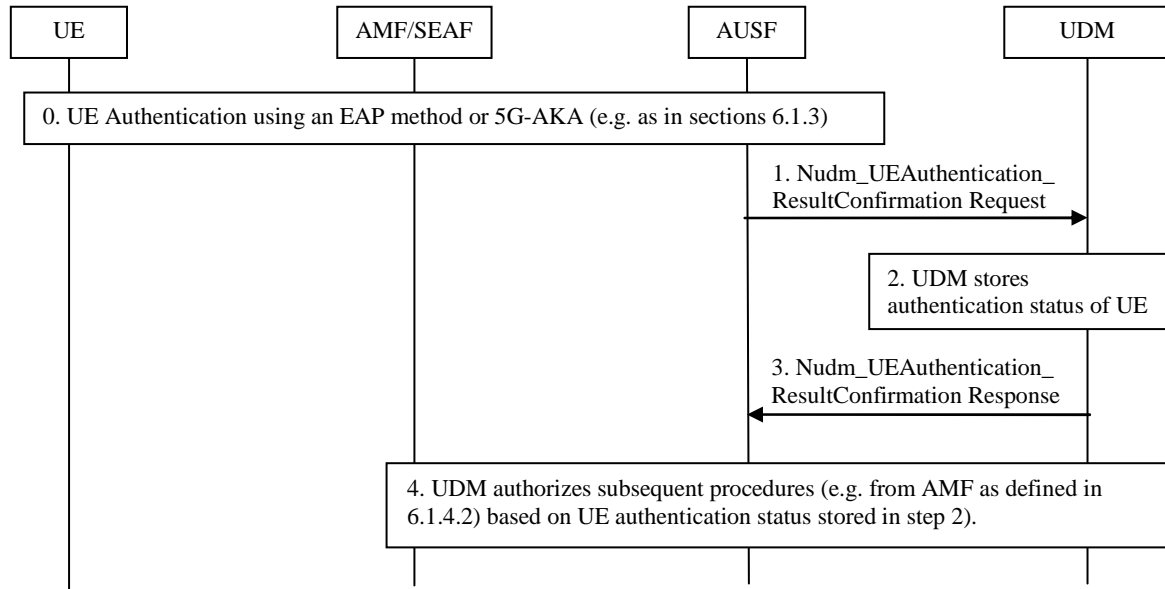 UE
AMF/SEAF
AUSF
UDM
0. UE Authentication using an EAP method or 5G-AKA (e.g. as in sections 6.1.3)
1. Nudm_UEAuthentication_
ResultConfirmation Request
2. UDM stores
authentication status of UE
3. Nudm_UEAuthentication_
ResultConfirmation Response
4. UDM authorizes subsequent procedures (e.g. from AMF as defined in
6.1.4.2) based on UE authentication status stored in step 2).